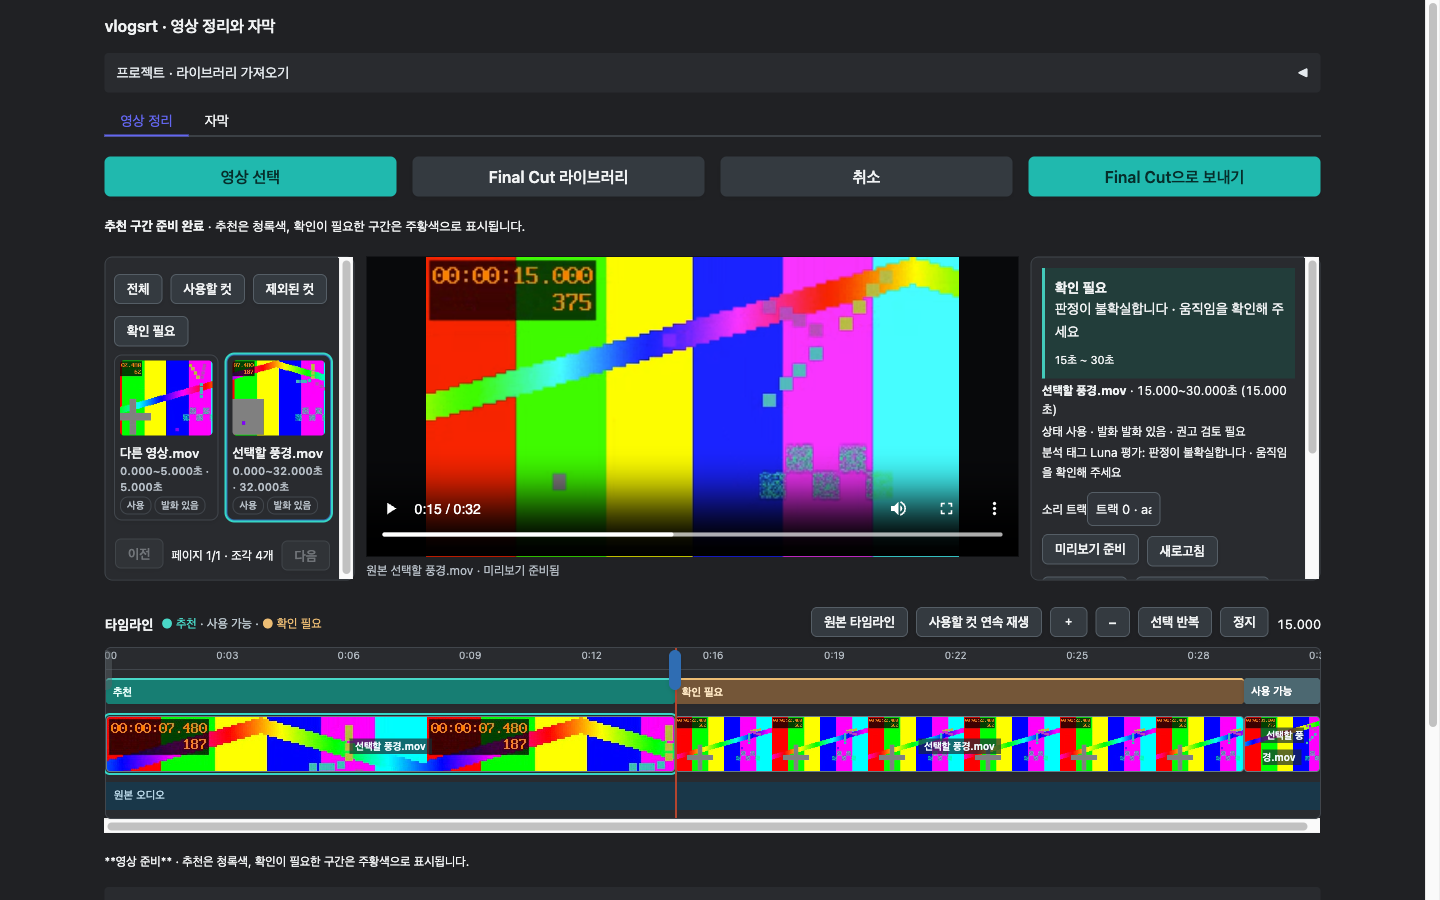 vlogsrt · 영상 정리와 자막
프로젝트 · 라이브러리 가져오기
영상 정리
자막
영상 선택
Final Cut 라이브러리
취소
Final Cut으로 보내기
추천 구간 준비 완료 · 추천은 청록색, 확인이 필요한 구간은 주황색으로 표시됩니다.
전체
사용할 컷
제외된 컷
확인 필요
다른 영상.mov
0.000~5.000초 ·
5.000초
사용
발화 있음
07.480
187
선택할 풍경.mov
0.000~32.000초
· 32.000초
사용
발화 있음
이전
페이지 1/1 · 조각 4개
다음
00:00:15.000
375
0:15 / 0:32
원본 선택할 풍경.mov · 미리보기 준비됨
확인 필요
판정이 불확실합니다 · 움직임을 확인해 주
세요
15초 ~ 30초
선택할 풍경.mov · 15.000~30.000초 (15.000
초)
상태 사용 · 발화 발화 있음 · 권고 검토 필요
분석 태그 Luna 평가: 판정이 불확실합니다 · 움직임
을 확인해 주세요
소리 트랙
트랙 0 · aa
미리보기 준비
새로고침
타임라인
추천 · 사용 가능 ·
확인 필요
원본 타임라인
사용할 컷 연속 재생
+
−
선택 반복
정지
15.000
00
0:03
0:06
0:09
0:12
0:16
0:19
0:22
0:25
0:28
추천
확인 필요
사용 가능
00:00:07.480
187
선택할 풍경.mov
00:00:07.480
187
선택할 풍경.mov
선택할 풍
경.mov
원본 오디오
**영상 준비** · 추천은 청록색, 확인이 필요한 구간은 주황색으로 표시됩니다.